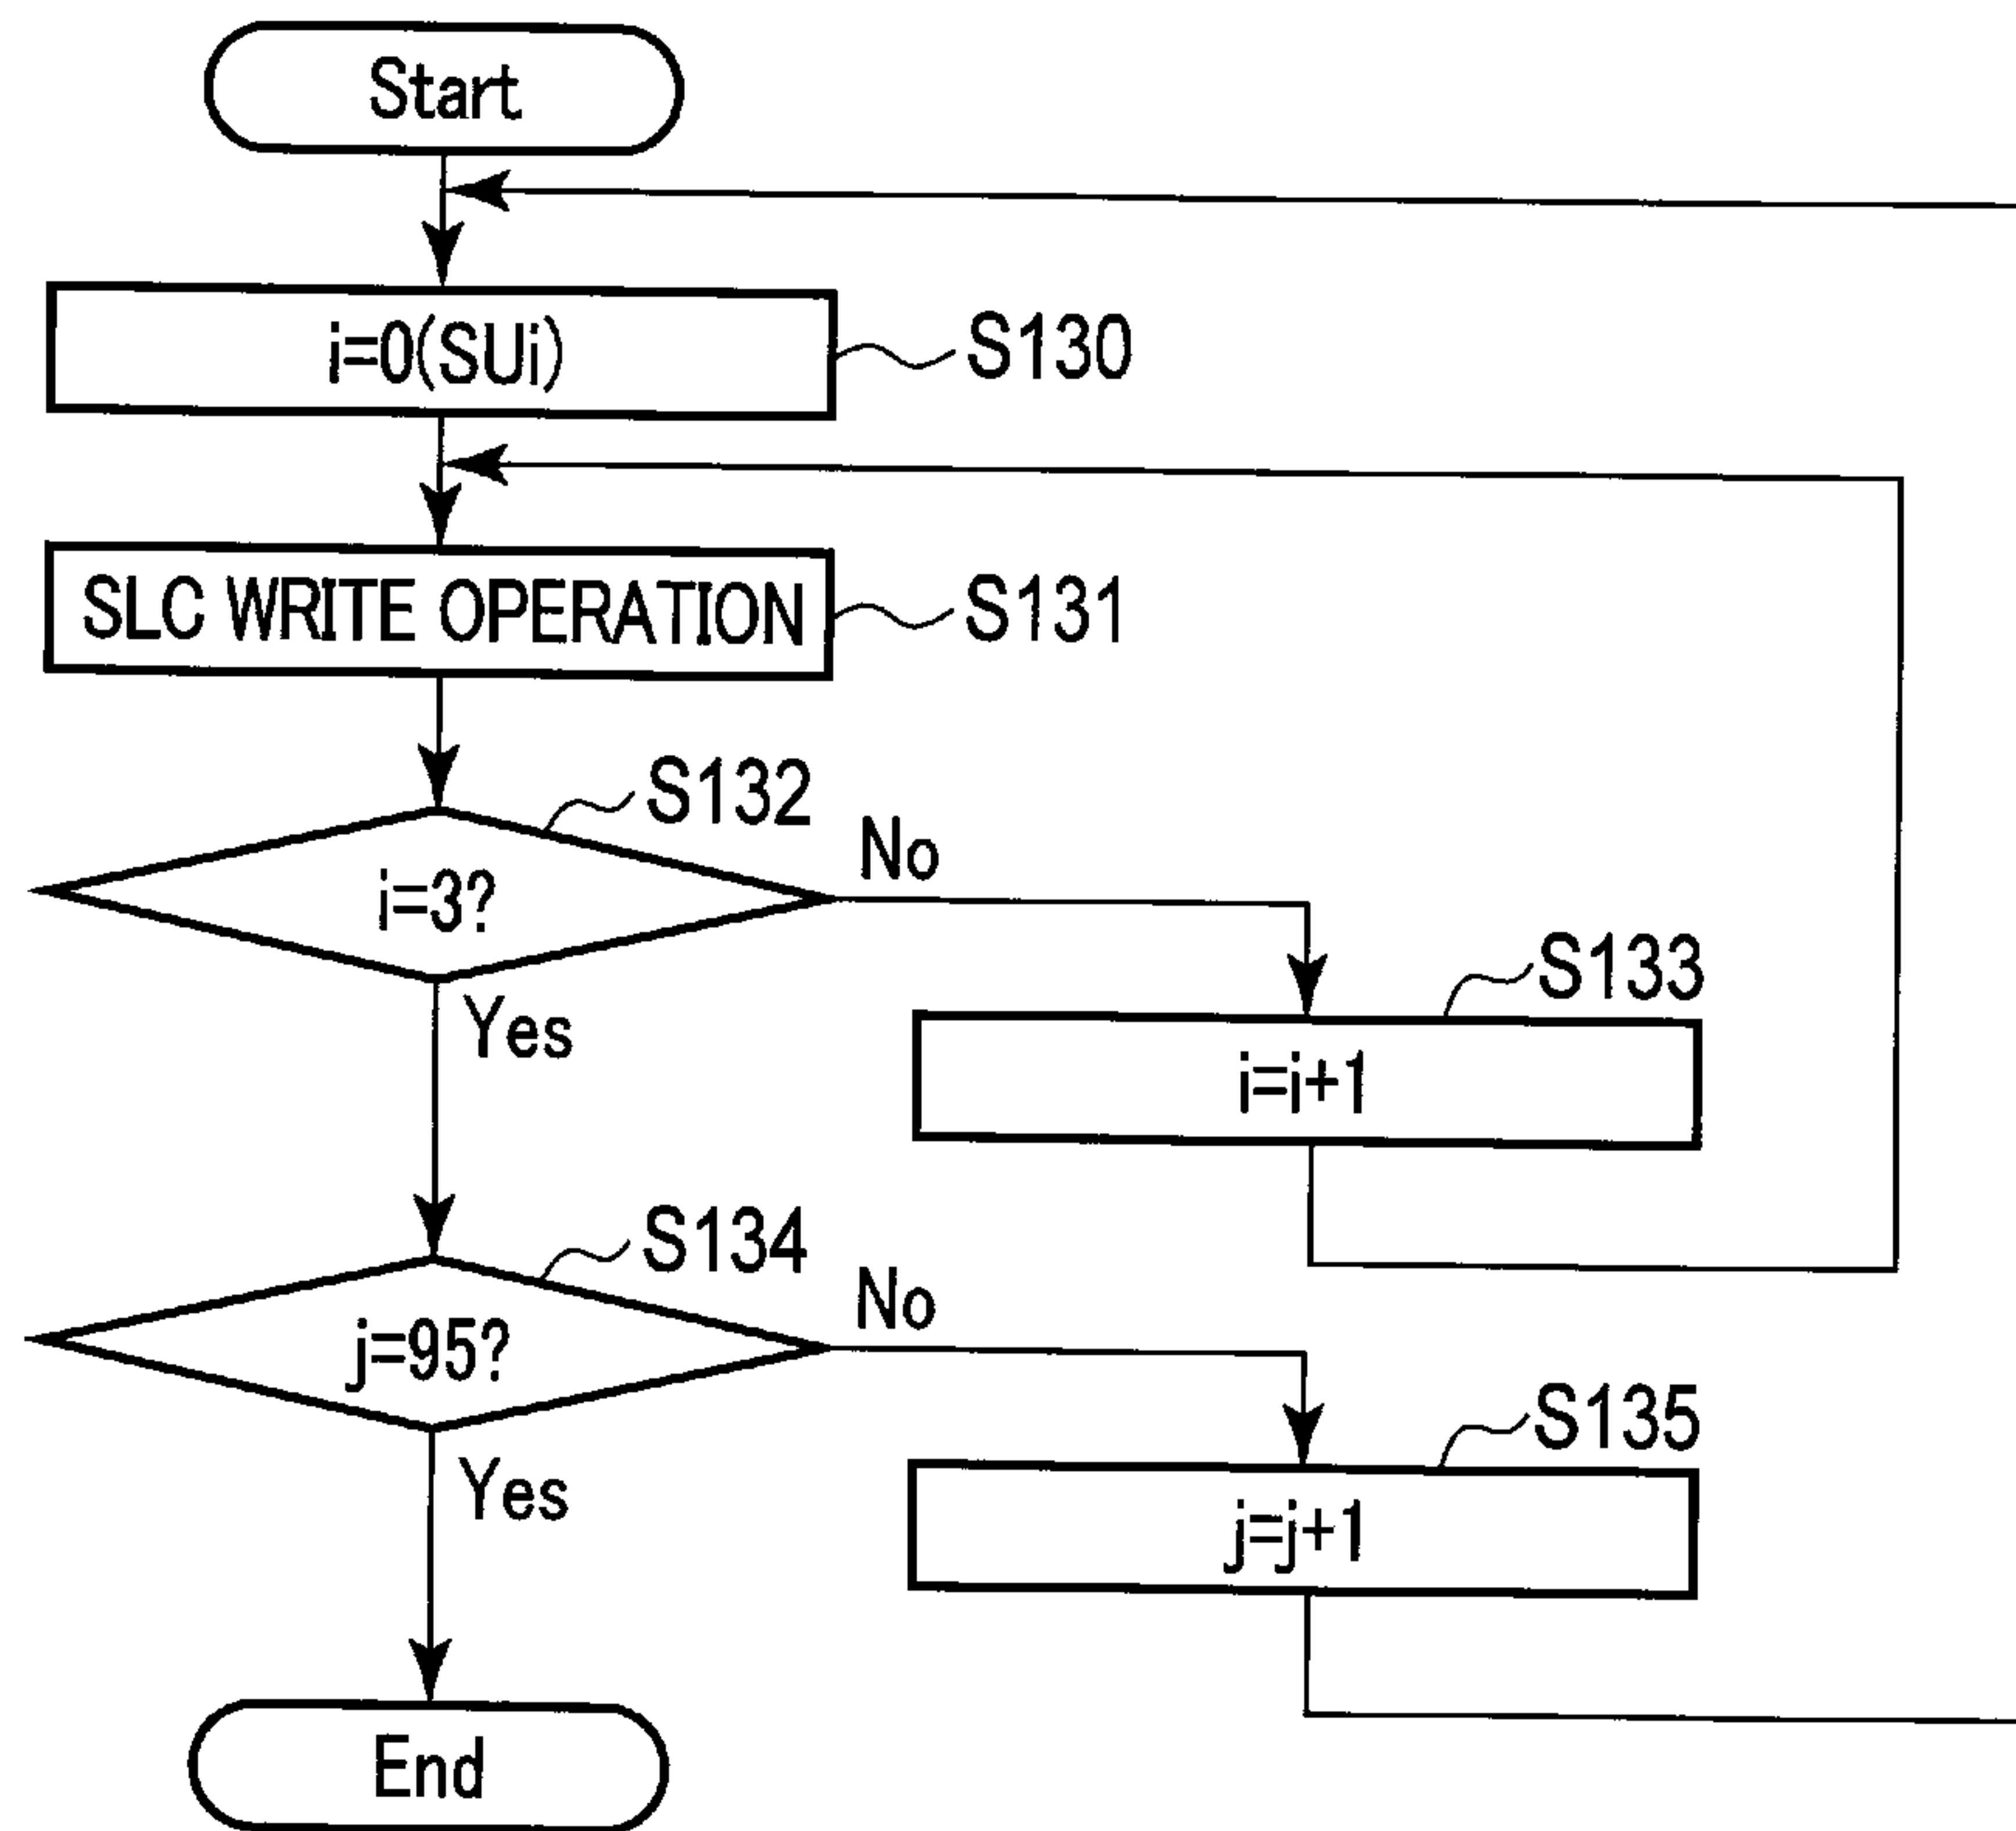 Start
i=0(SUi)
S130
SLC WRITE OPERATION
S131
S132
i=3?
No
Yes
S133
i=i+1
S134
j=95?
No
Yes
S135
j=j+1
End